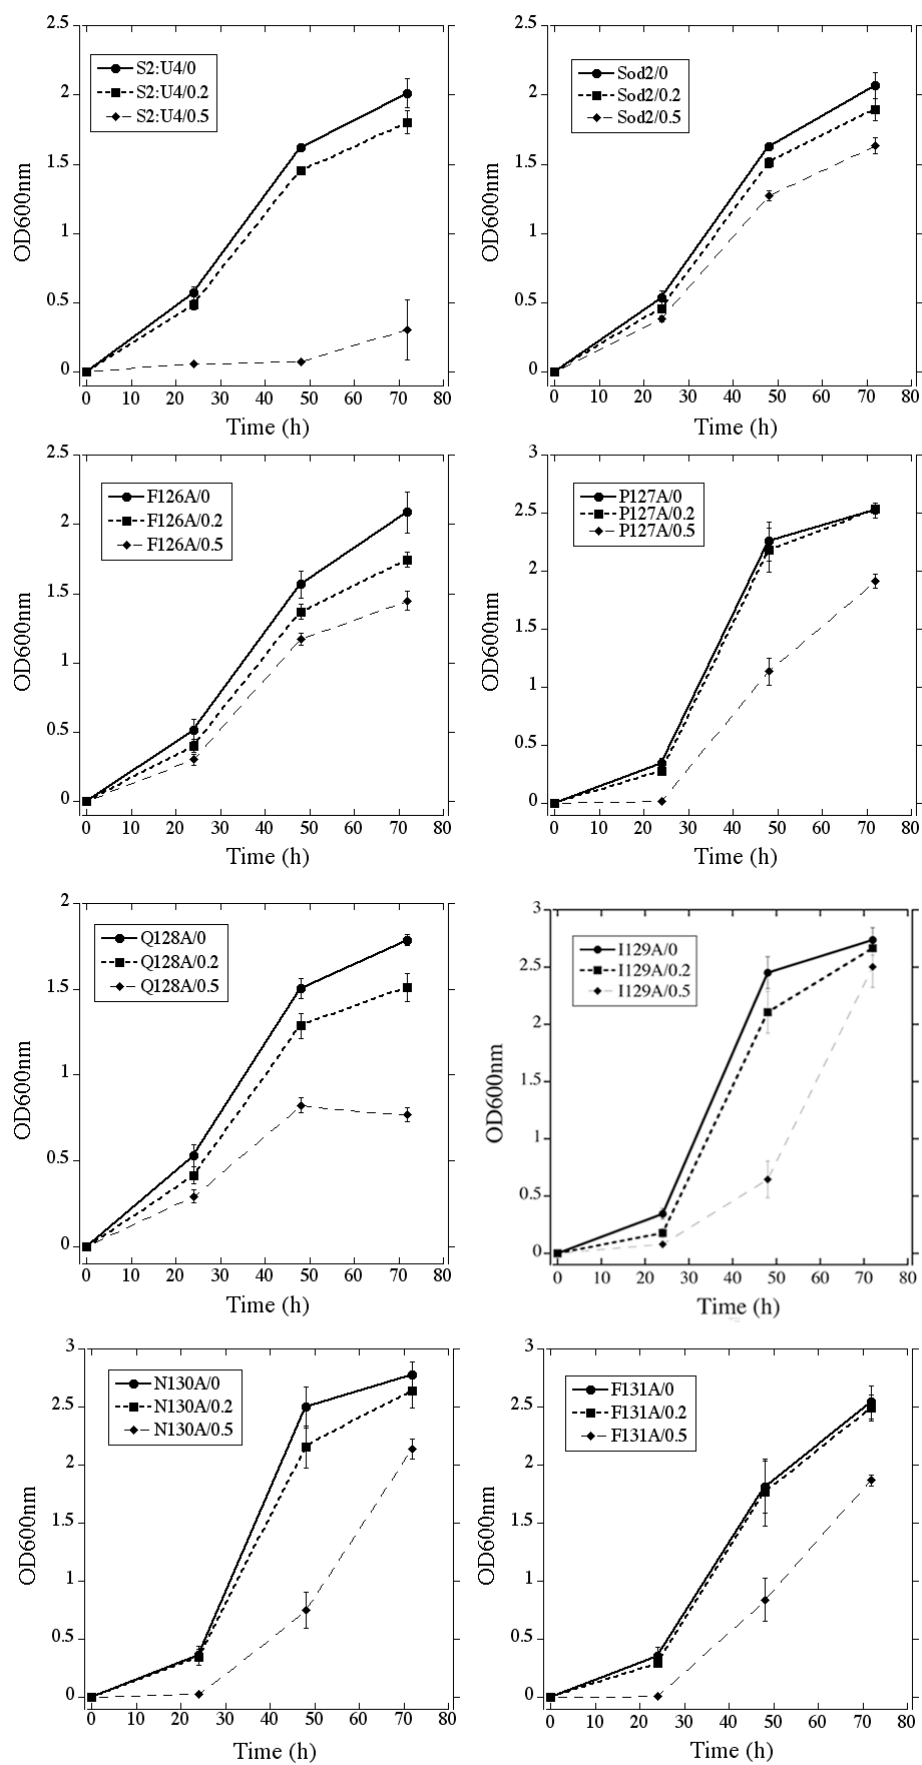 2.5
2
1.5
1
0.5
0
OD600nm
S2:U4/0
S2:U4/0.2
S2:U4/0.5
0 10 20 30 40 50 60 70 80
Time (h)
2.5
2
1.5
1
0.5
0
OD600nm
Sod2/0
Sod2/0.2
Sod2/0.5
0 10 20 30 40 50 60 70 80
Time (h)
2.5
2
1.5
1
0.5
0
OD600nm
F126A/0
F126A/0.2
F126A/0.5
0 10 20 30 40 50 60 70 80
Time (h)
3
2.5
2
1.5
1
0.5
0
OD600nm
P127A/0
P127A/0.2
P127A/0.5
0 10 20 30 40 50 60 70 80
Time (h)
2
1.5
1
0.5
0
OD600nm
Q128A/0
Q128A/0.2
Q128A/0.5
0 10 20 30 40 50 60 70 80
Time (h)
3
2.5
2
1.5
1
0.5
0
OD600nm
I129A/0
I129A/0.2
I129A/0.5
0 10 20 30 40 50 60 70 80
Time (h)
3
2.5
2
1.5
1
0.5
0
OD600nm
N130A/0
N130A/0.2
N130A/0.5
0 10 20 30 40 50 60 70 80
Time (h)
3
2.5
2
1.5
1
0.5
0
OD600nm
F131A/0
F131A/0.2
F131A/0.5
0 10 20 30 40 50 60 70 80
Time (h)